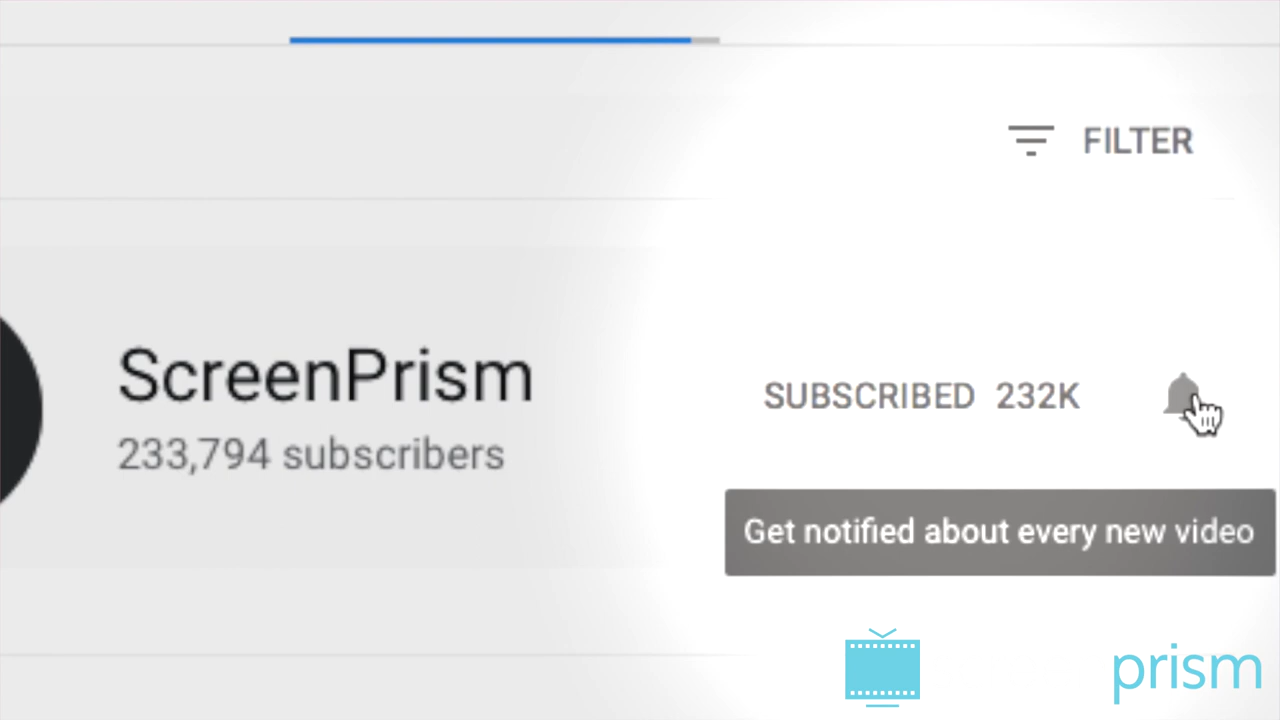 FILTER
ScreenPrism
SUBSCRIBED 232K
233,794 subscribers
Get notified about every new video
prism